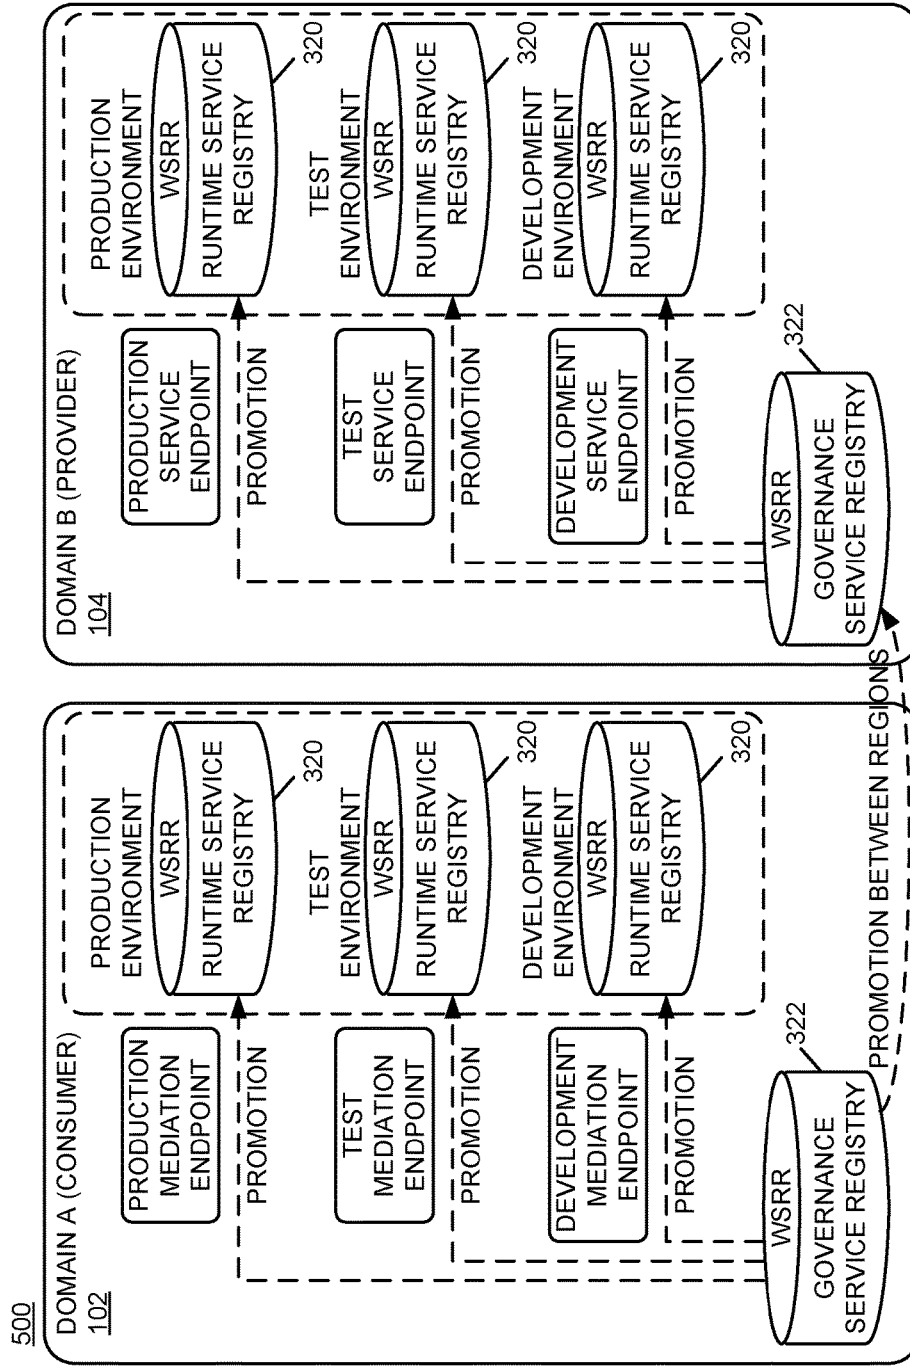 500
DOMAIN A (CONSUMER)
102
PRODUCTION
MEDIATION
ENDPOINT
PROMOTION
PRODUCTION
ENVIRONMENT
WSRR
RUNTIME SERVICE
REGISTRY
320
TEST
MEDIATION
ENDPOINT
PROMOTION
TEST
ENVIRONMENT
WSRR
RUNTIME SERVICE
REGISTRY
320
DEVELOPMENT
MEDIATION
ENDPOINT
PROMOTION
DEVELOPMENT
ENVIRONMENT
WSRR
RUNTIME SERVICE
REGISTRY
320
WSRR
GOVERNANCE
SERVICE REGISTRY
322
PROMOTION BETWEEN REGIONS
DOMAIN B (PROVIDER)
104
PRODUCTION
SERVICE
ENDPOINT
PROMOTION
PRODUCTION
ENVIRONMENT
WSRR
RUNTIME SERVICE
REGISTRY
320
TEST
SERVICE
ENDPOINT
PROMOTION
TEST
ENVIRONMENT
WSRR
RUNTIME SERVICE
REGISTRY
320
DEVELOPMENT
SERVICE
ENDPOINT
PROMOTION
DEVELOPMENT
ENVIRONMENT
WSRR
RUNTIME SERVICE
REGISTRY
320
WSRR
GOVERNANCE
SERVICE REGISTRY
322